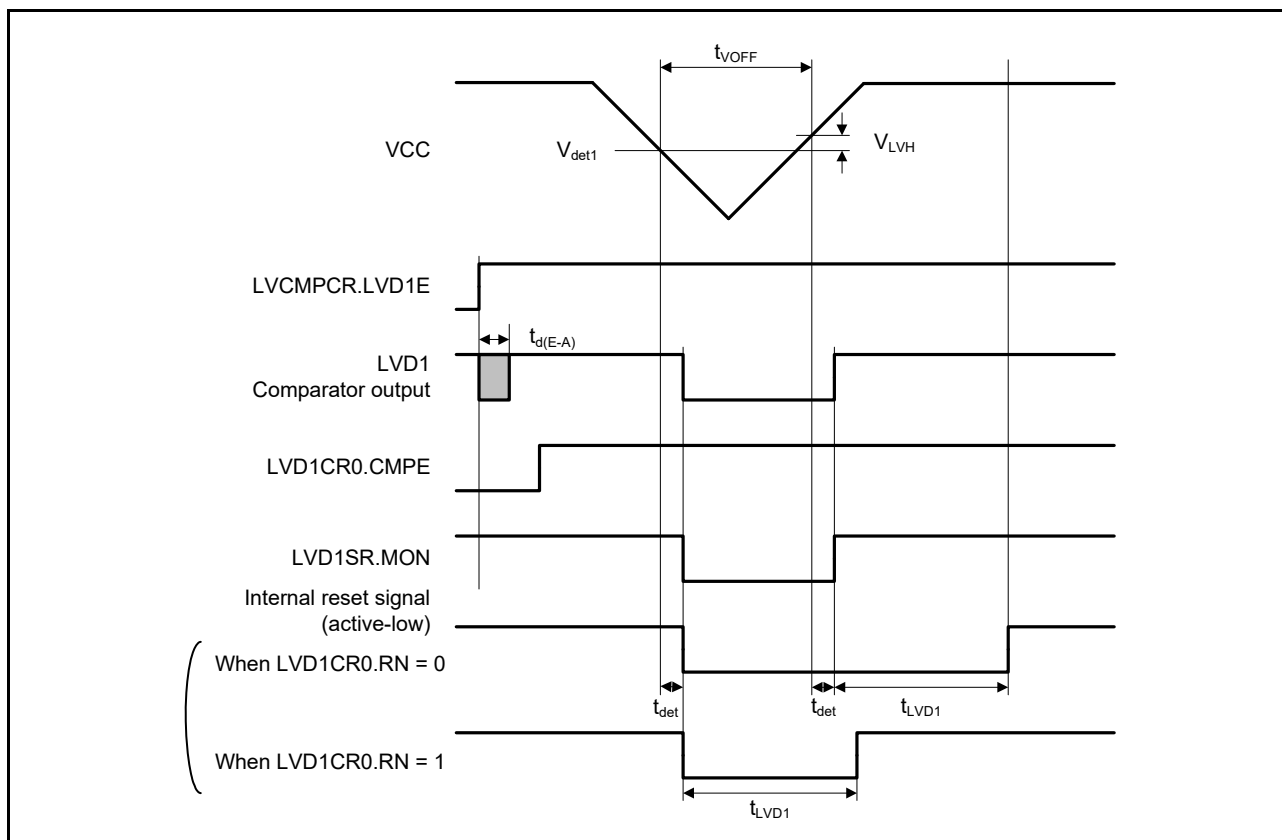 tVOFF
VCC
Vdet1
VLVH
LVCMPCR.LVD1E
td(E-A)
LVD1
Comparator output
LVD1CR0.CMPE
LVD1SR.MON
Internal reset signal
(active-low)
When LVD1CR0.RN = 0
tdet
tdet
tLVD1
When LVD1CR0.RN = 1
tLVD1